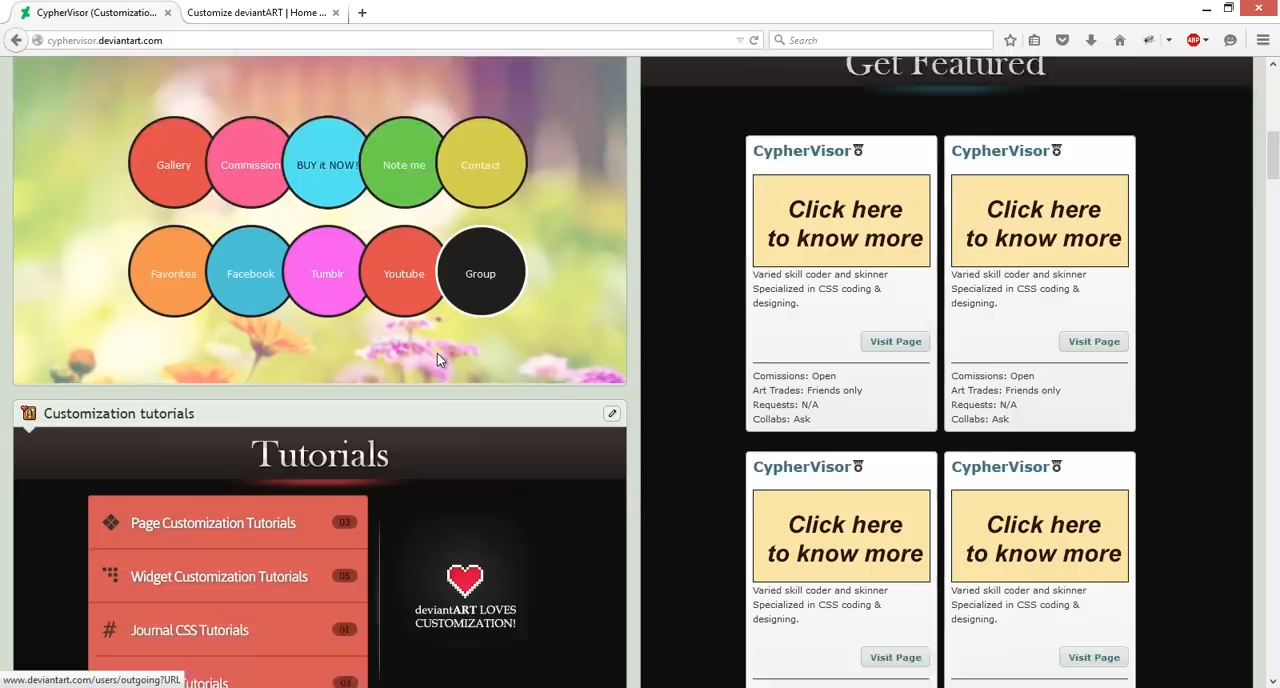 CypherVisor (Customizatio...
Customize deviantART | Home ...
cyphervisor.deviantart.com
Search
ABP
Gallery
Commission
BUY it NOW!
Note me
Contact
Favorites
Facebook
Tumblr
Youtube
Group
Customization tutorials
Tutorials
Page Customization Tutorials
03
Widget Customization Tutorials
05
# Journal CSS Tutorials
01
Tutorials
03
deviantART LOVES
CUSTOMIZATION!
www.deviantart.com/users/outgoing?URL
Get Featured
CypherVisor
Click here
to know more
Varied skill coder and skinner
Specialized in CSS coding &
designing.
Visit Page
Comissions: Open
Art Trades: Friends only
Requests: N/A
Collabs: Ask
CypherVisor
Click here
to know more
Varied skill coder and skinner
Specialized in CSS coding &
designing.
Visit Page
Comissions: Open
Art Trades: Friends only
Requests: N/A
Collabs: Ask
CypherVisor
Click here
to know more
Varied skill coder and skinner
Specialized in CSS coding &
designing.
Visit Page
CypherVisor
Click here
to know more
Varied skill coder and skinner
Specialized in CSS coding &
designing.
Visit Page